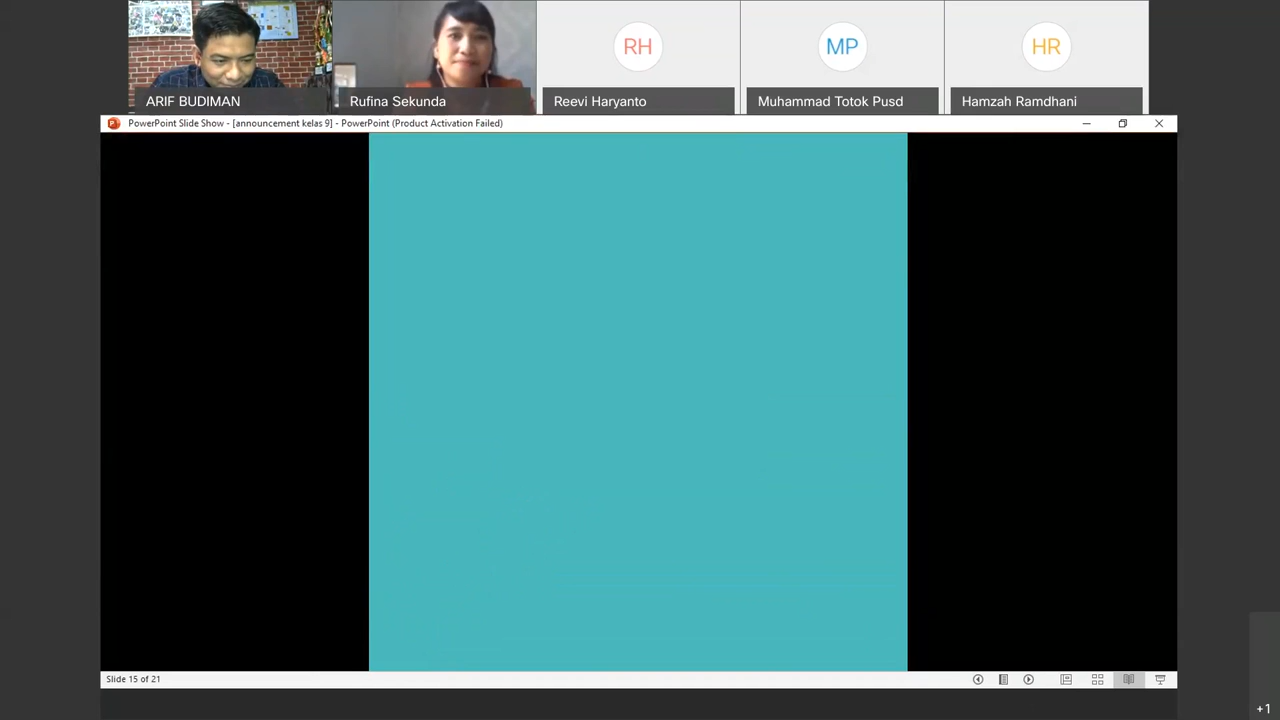 RH
MP
HR
ARIF BUDIMAN
Rufina Sekunda
Reevi Haryanto
Muhammad Totok Pusd
Hamzah Ramdhani
PowerPoint Slide Show - [announcement kelas 9] - PowerPoint (Product Activation Failed)
Slide 15 of 21
+1